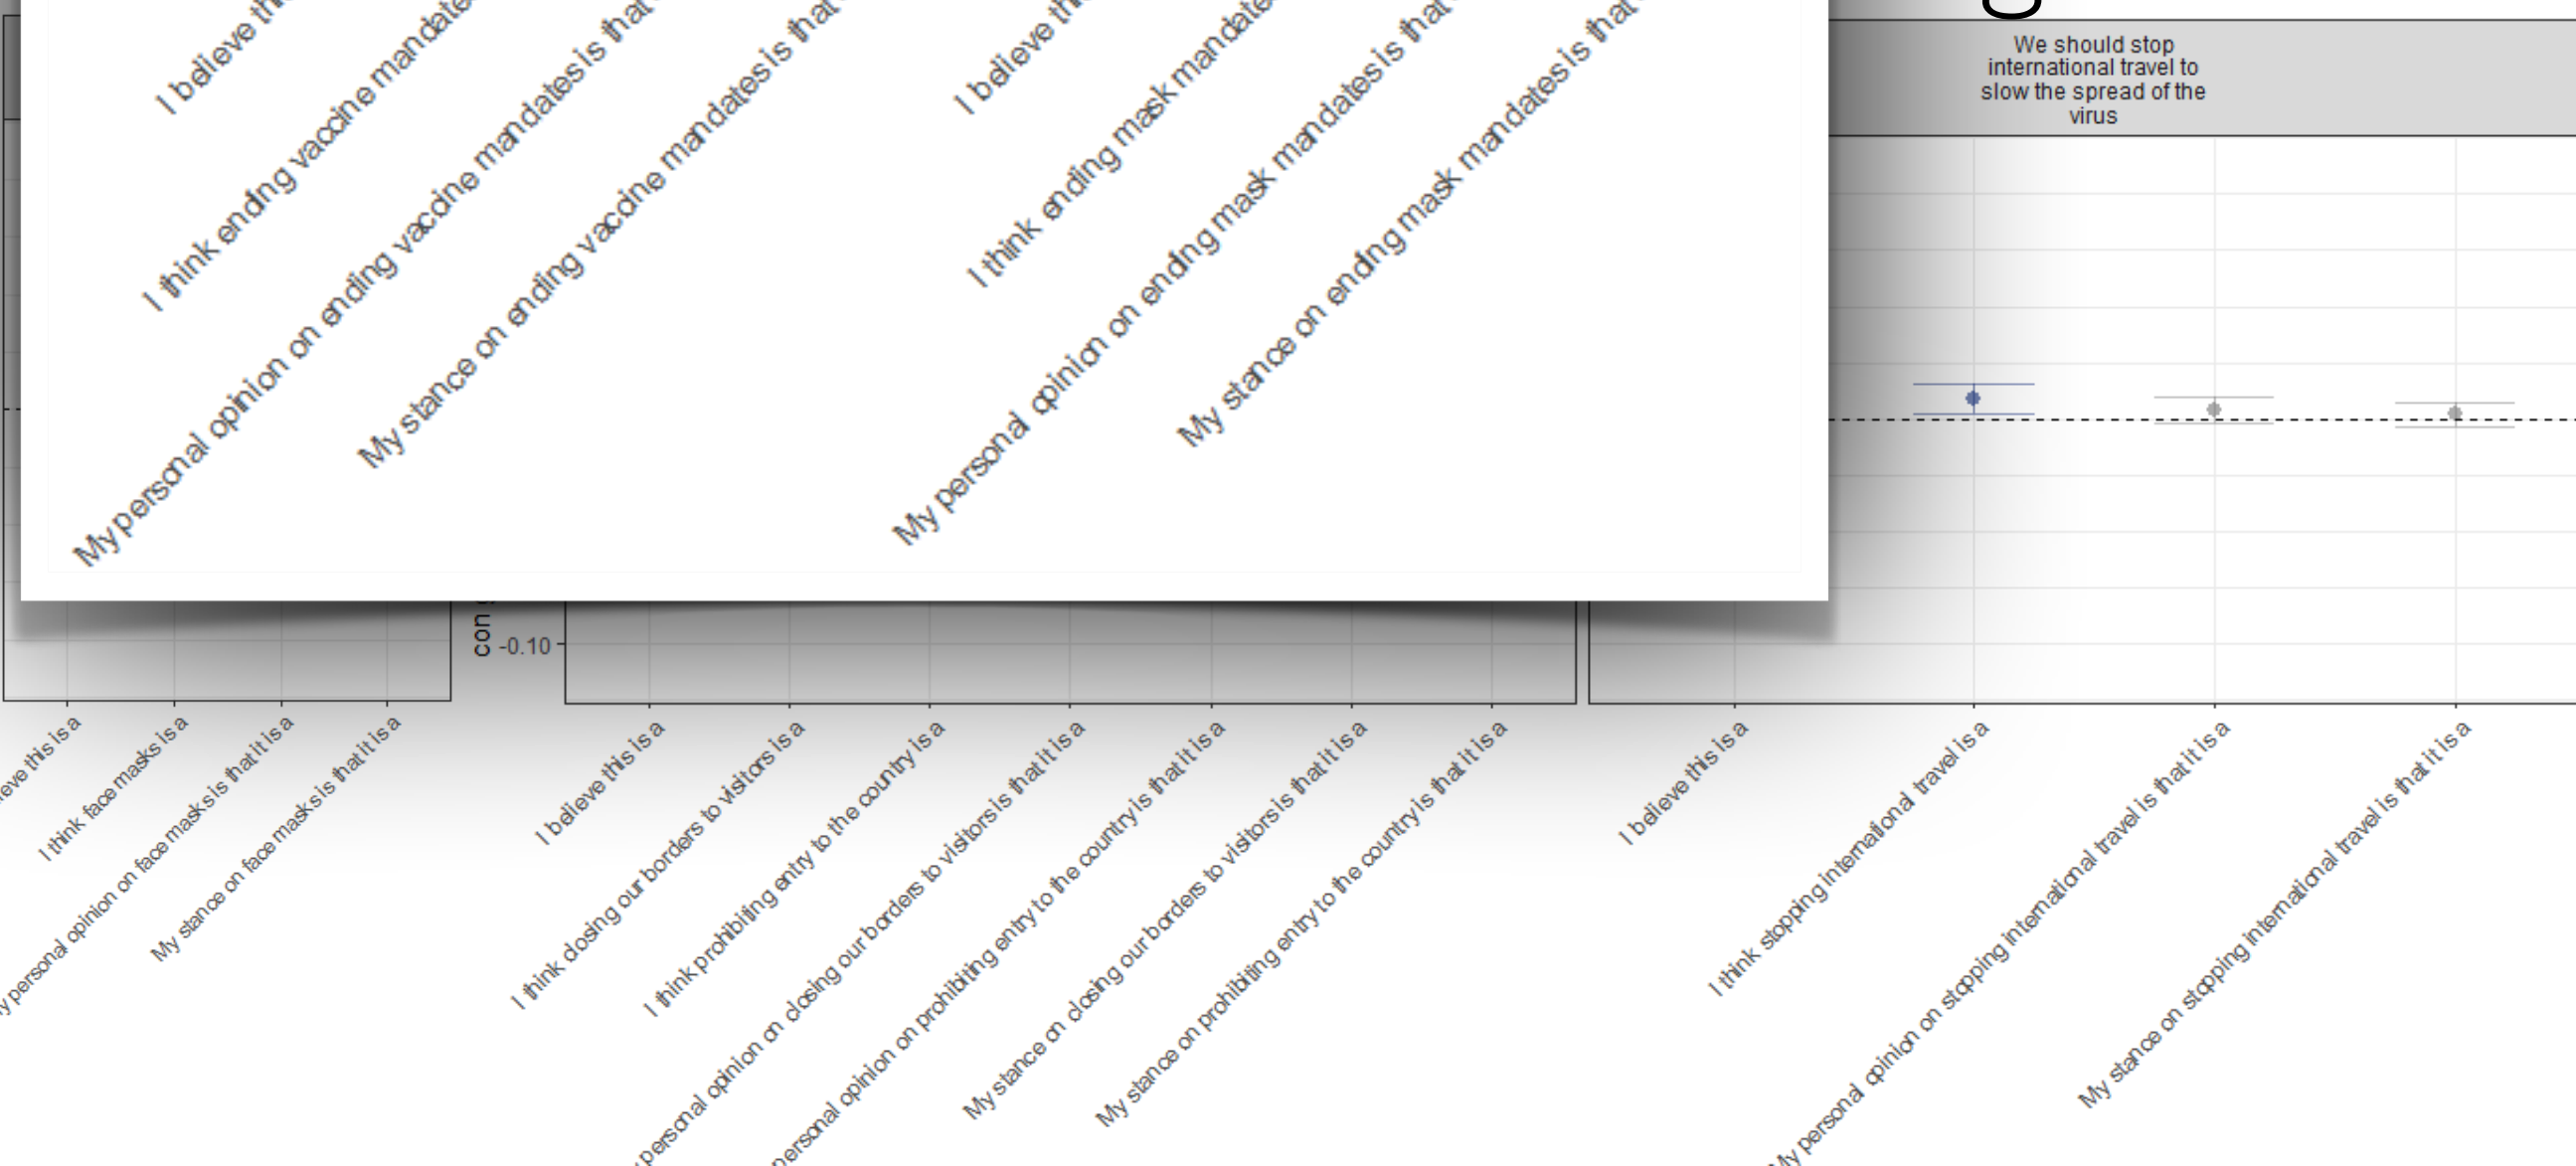 I believe th
I think ending vaccine mandate
My personal opinion on ending vaccine mandates is that
My stance on ending vaccine mandates is that
I believe th
I think ending mask mandate
My personal opinion on ending mask mandates is that
My stance on ending mask mandates is that
We should stop
international travel to
slow the spread of the
virus
con
-0.10
eve this is a
I think face masks is a
y personal opinion on face masks is that it is a
My stance on face masks is that it is a
I believe this is a
I think closing our borders to visitors is a
I think prohibiting entry to the country is a
personal opinion on closing our borders to visitors is that it is a
personal opinion on prohibiting entry to the country is that it is a
My stance on closing our borders to visitors is that it is a
My stance on prohibiting entry to the country is that it is a
I believe this is a
I think stopping international travel is a
My personal opinion on stopping international travel is that it is a
My stance on stopping international travel is that it is a